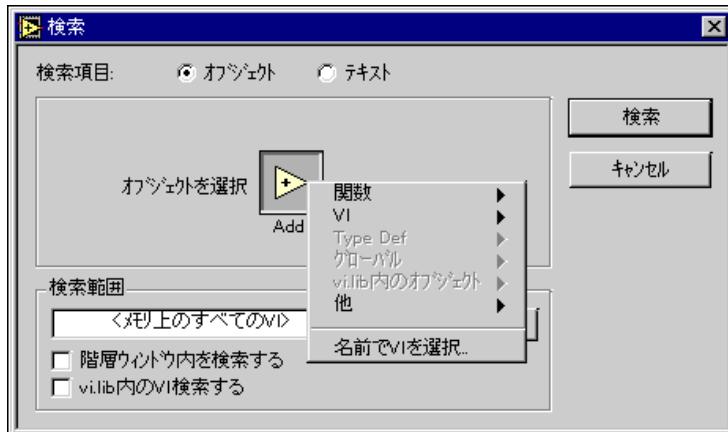 検索
検索項目: オブジェクト テキスト
検索
キャンセル
オブジェクトを選択
Add
関数
VI
Type Def
グローバル
vi.lib内のオブジェクト
他
名前でVIを選択...
検索範囲
<メモリ上のすべてのVI>
階層ウィンドウ内を検索する
vi.lib内のVI検索する